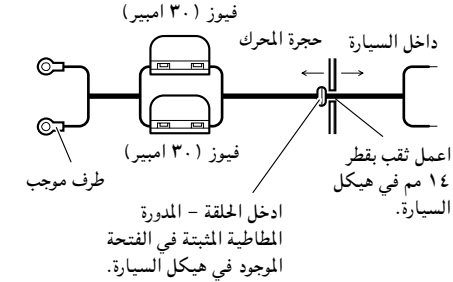 فيوز (٣٠ امبير)
حجرة المحرك
داخل السيارة
فيوز (٣٠ امبير)
طرف موجب
اعمل ثقب بقطر
١٤ مم في هيكل
السيارة.
ادخل الحلقة – المدورة
المطاطية المثبتة في الفتحة
الموجود في هيكل السيارة.